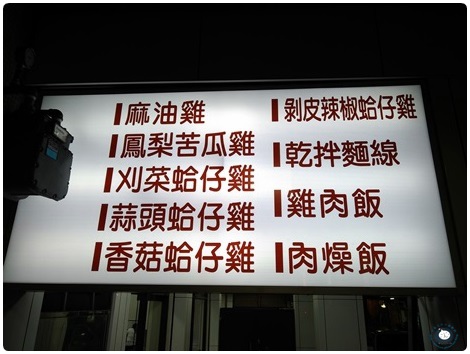 麻油雞
鳳梨苦瓜雞
刈菜蛤仔雞
蒜頭蛤仔雞
香菇蛤仔雞
剝皮辣椒蛤仔雞
乾拌麵線
雞肉飯
肉燥飯